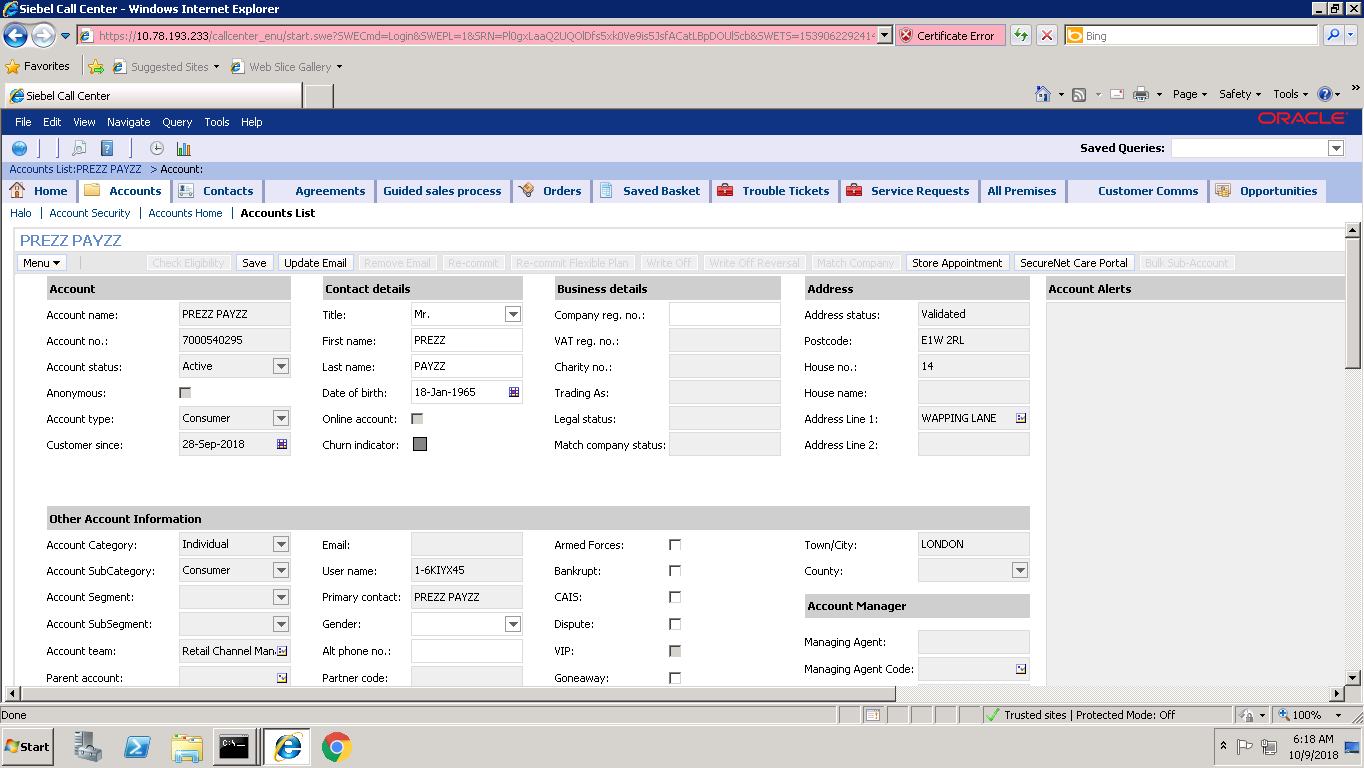 Siebel Call Center - Windows Internet Explorer
https://10.78.193.233/callcenter_enu/start.swe?SWECmd=Login&SWEPL=1&SRN= Certificate Error Bing
Favorites Suggested Sites Web Slice Gallery
Siebel Call Center Page Safety Tools
File Edit View Navigate Query Tools Help ORACLE
Saved Queries:
Accounts List:PREZZ PAYZZ > Account:
Home Accounts Contacts Agreements Guided sales process Orders Saved Basket Trouble Tickets Service Requests All Premises Customer Comms Opportunities
Halo | Account Security | Accounts Home | Accounts List
PREZZ PAYZZ
Menu Check Eligibility Save Update Email Remove Email Re-commit Re-commit Flexible Plan Write Off Write Off Reversal Match Company Store Appointment SecureNet Care Portal Bulk Sub-Account
Account Contact details Business details Address Account Alerts
Account name: PREZZ PAYZZ Title: Mr. Company reg. no.: Address status: Validated
Account no.: 7000540295 First name: PREZZ VAT reg. no.: Postcode: E1W 2RL
Account status: Active Last name: PAYZZ Charity no.: House no.: 14
Anonymous: Date of birth: 18-Jan-1965 Trading As: House name:
Account type: Consumer Online account: Legal status: Address Line 1: WAPPING LANE
Customer since: 28-Sep-2018 Churn indicator: Match company status: Address Line 2:
Other Account Information
Account Category: Individual Email: Armed Forces: Town/City: LONDON
Account SubCategory: Consumer User name: 1-6KIYX45 Bankrupt: County:
Account Segment: Primary contact: PREZZ PAYZZ CAIS: Account Manager
Account SubSegment: Gender: Dispute:
Account team: Retail Channel Man Alt phone no.: VIP: Managing Agent:
Parent account: Partner code: Goneaway: Managing Agent Code:
Done Trusted sites | Protected Mode: Off 100%
Start C:\ 6:18 AM
10/9/2018